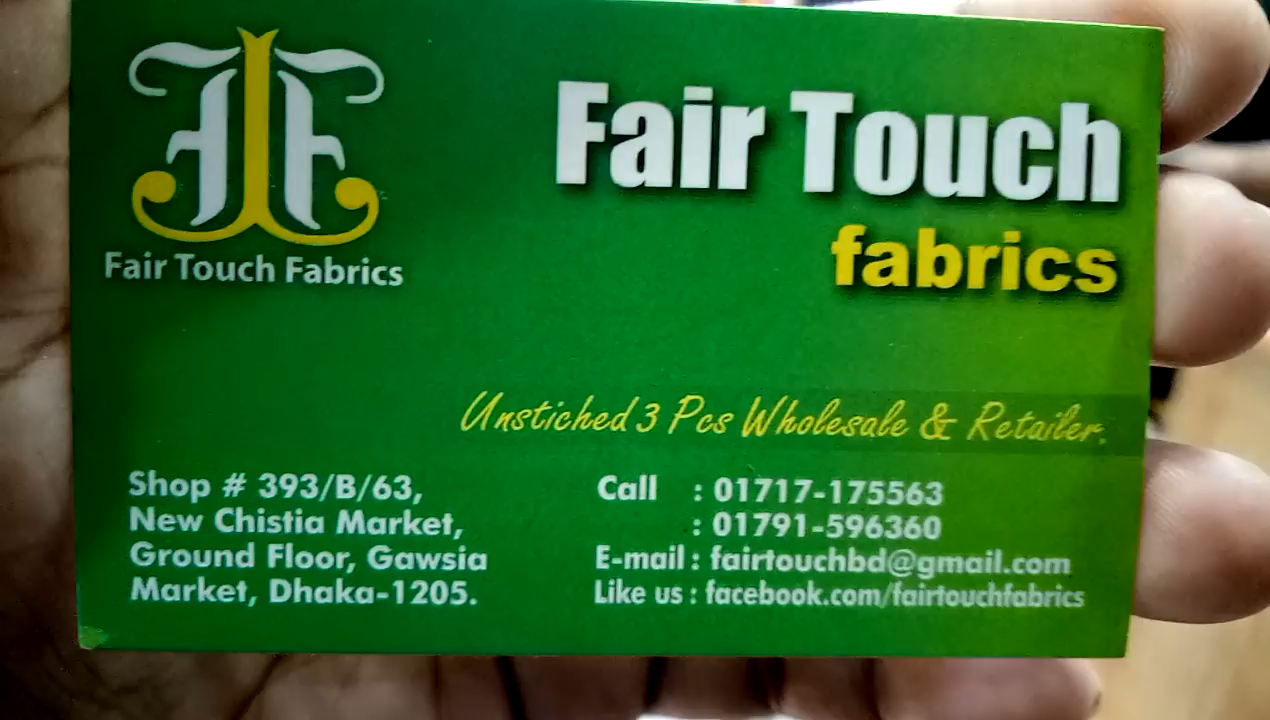 Fair Touch Fabrics
Fair Touch
fabrics
Unstiched 3 Pcs Wholesale & Retailer.
Shop # 393/B/63,
New Chistia Market,
Ground Floor, Gawsia
Market, Dhaka-1205.
Call : 01717-175563
: 01791-596360
E-mail : fairtouchbd@gmail.com
Like us : facebook.com/fairtouchfabrics